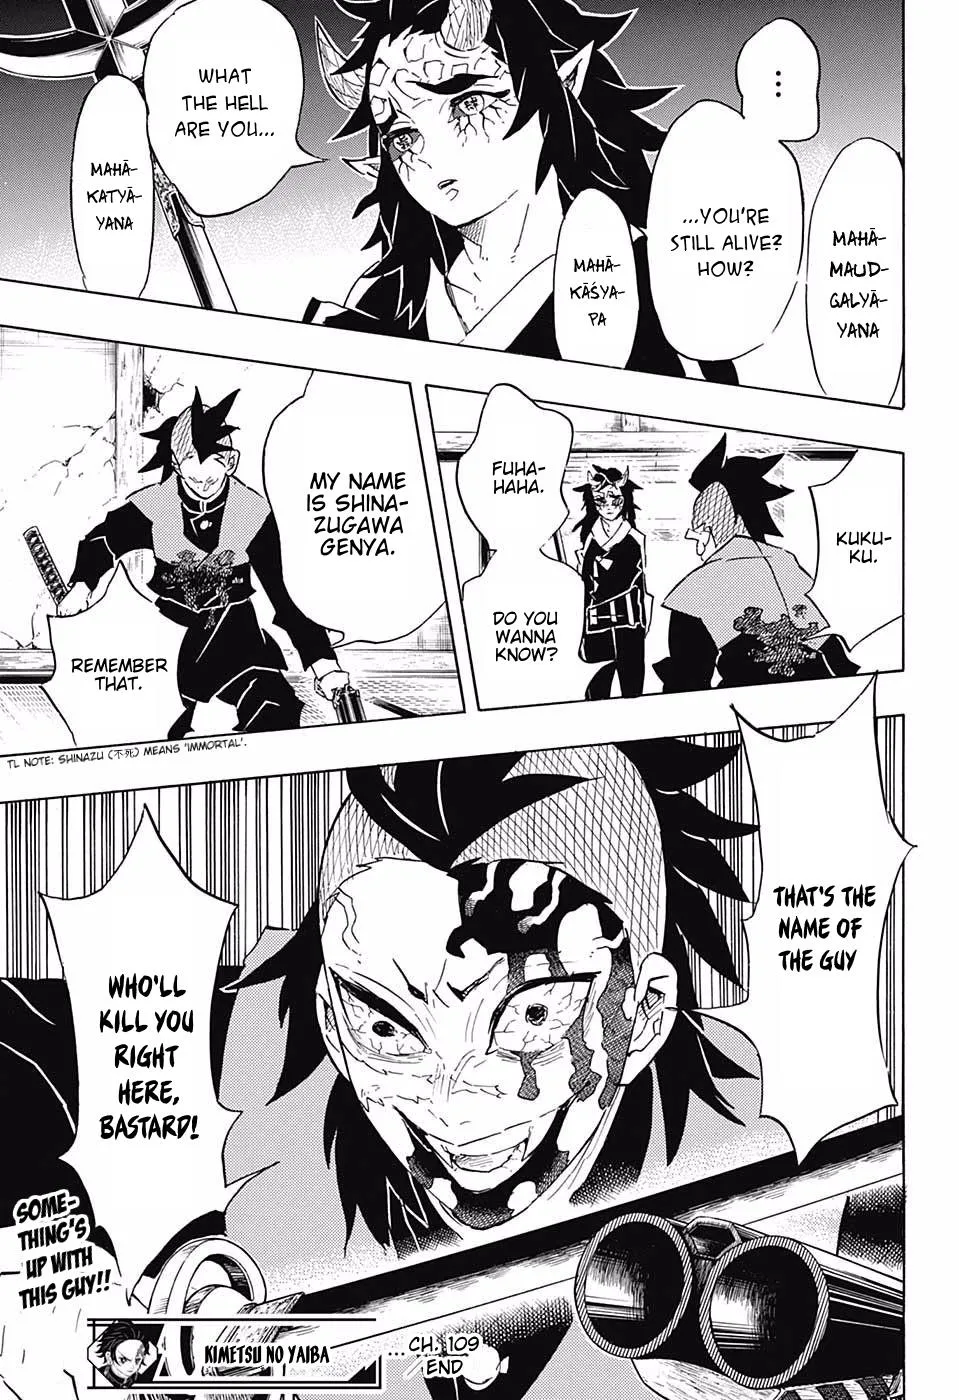 ...
...YOU'RE
STILL ALIVE?
HOW?
MAHĀ-
MAUD-
GALYĀ-
YANA
MAHĀ-
KĀŚYA-
PA
WHAT
THE HELL
ARE YOU...
MAHĀ-
KATYĀ-
YANA
KUKU-
KU.
FUHA-
HAHA.
DO YOU
WANNA
KNOW?
MY NAME
IS SHINA-
ZUGAWA
GENYA.
REMEMBER
THAT.
TL NOTE: SHINAZU (不死) MEANS 'IMMORTAL'.
THAT'S THE
NAME OF
THE GUY
WHO'LL
KILL YOU
RIGHT
HERE,
BASTARD!
SOME-
THING'S
UP WITH
THIS GUY!!
KIMETSU NO YAIBA
... CH. 109
END